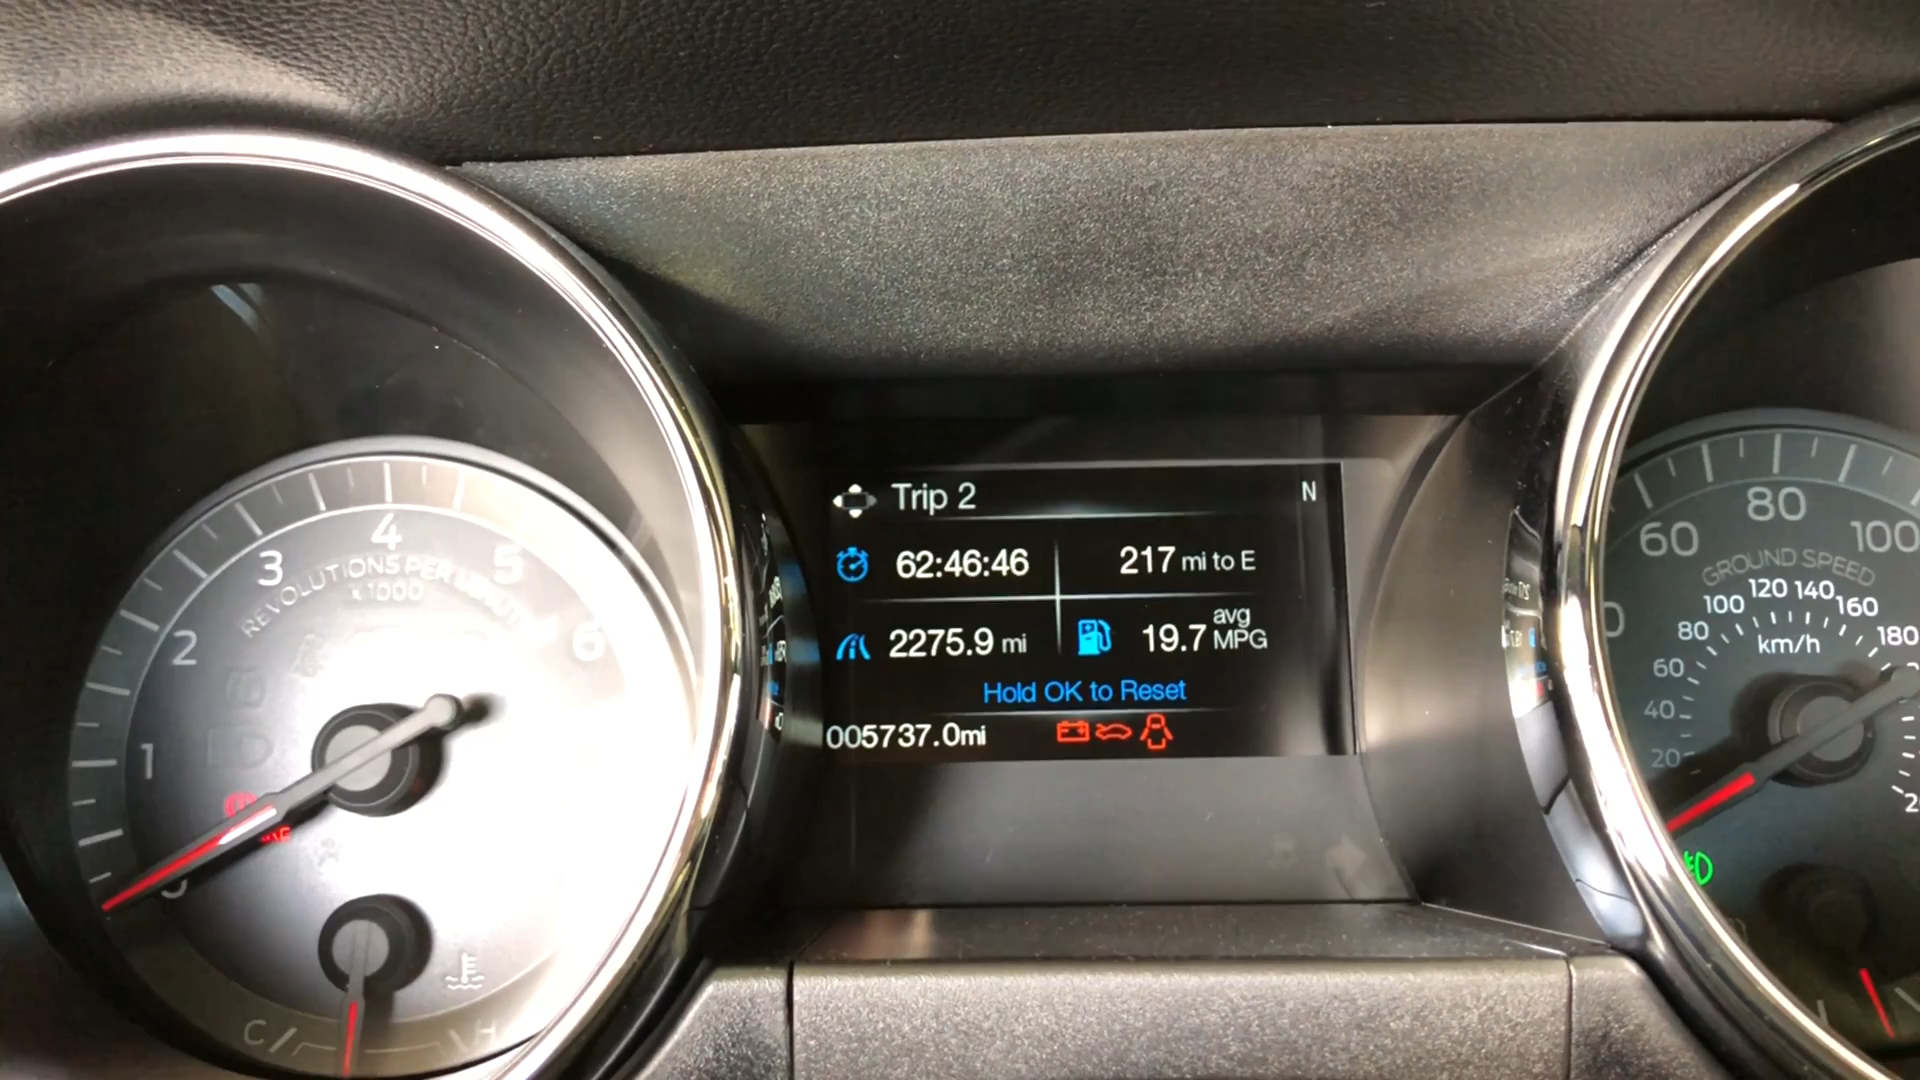 Trip 2
N
62:46:46
217 mi to E
2275.9 mi
19.7 avg MPG
Hold OK to Reset
005737.0mi
1
2
3
4
5
6
REVOLUTIONS PER MINUTE
x1000
C
H
60
80
100
GROUND SPEED
20
40
60
80
100
120
140
160
180
km/h